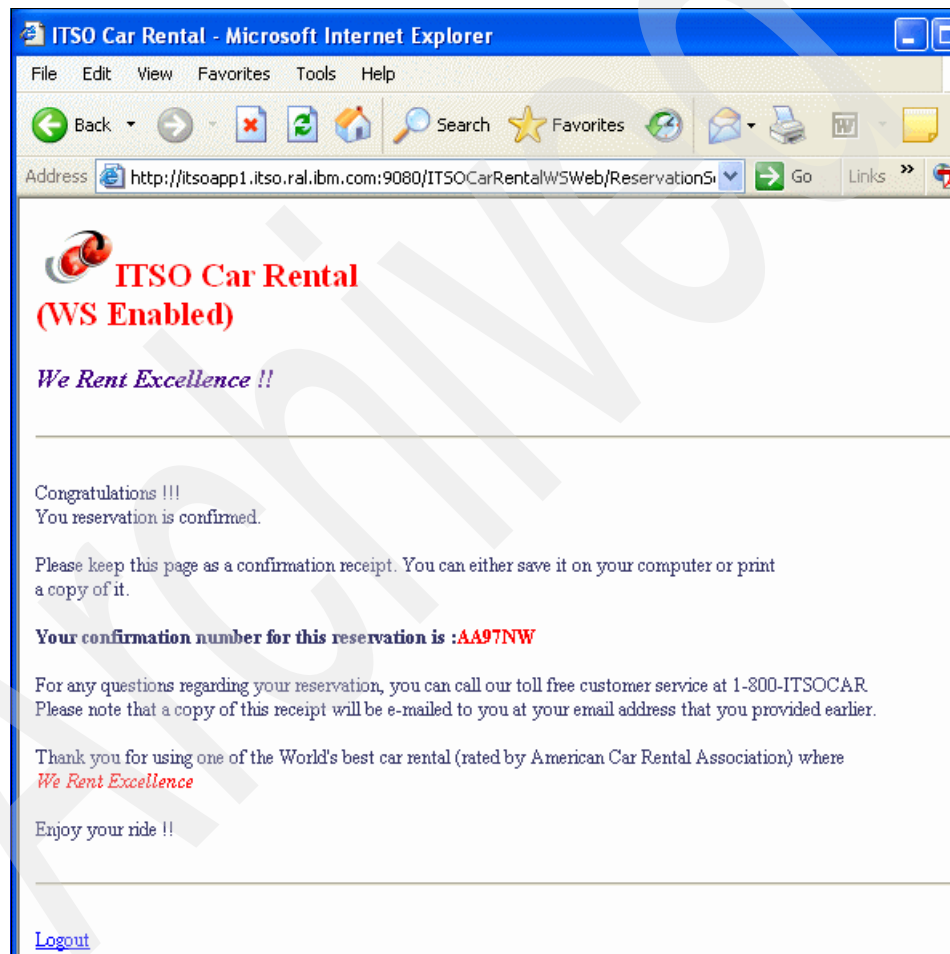 ITSO Car Rental - Microsoft Internet Explorer
File Edit View Favorites Tools Help
Back Search Favorites
Address http://itsoapp1.itso.ral.ibm.com:9080/ITSOCarRentalWSWeb/ReservationS Go Links »
ITSO Car Rental
(WS Enabled)
We Rent Excellence !!
Congratulations !!!
You reservation is confirmed.
Please keep this page as a confirmation receipt. You can either save it on your computer or print
a copy of it.
Your confirmation number for this reservation is :AA97NW
For any questions regarding your reservation, you can call our toll free customer service at 1-800-ITSOCAR
Please note that a copy of this receipt will be e-mailed to you at your email address that you provided earlier.
Thank you for using one of the World's best car rental (rated by American Car Rental Association) where
We Rent Excellence
Enjoy your ride !!
Logout
Archived